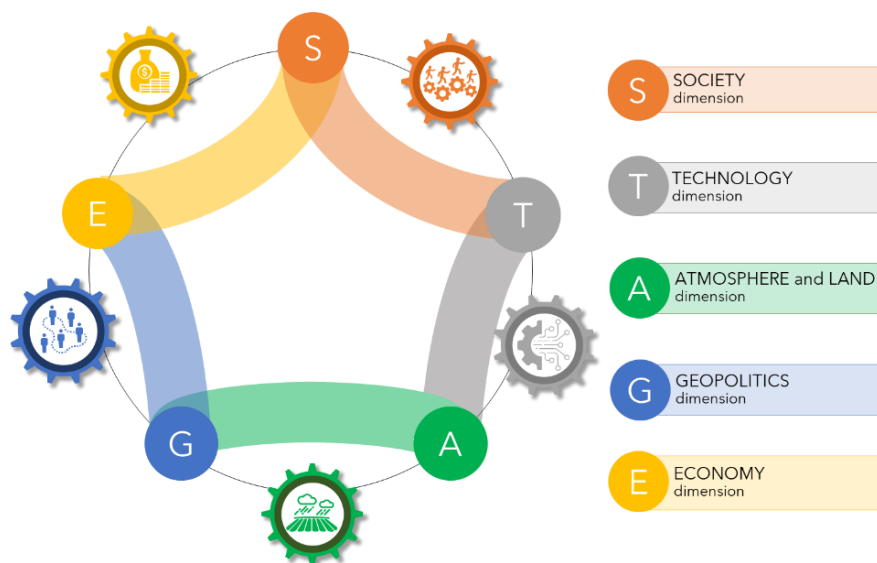 S
T
A
G
E
S
SOCIETY
dimension
T
TECHNOLOGY
dimension
A
ATMOSPHERE and LAND
dimension
G
GEOPOLITICS
dimension
E
ECONOMY
dimension
$